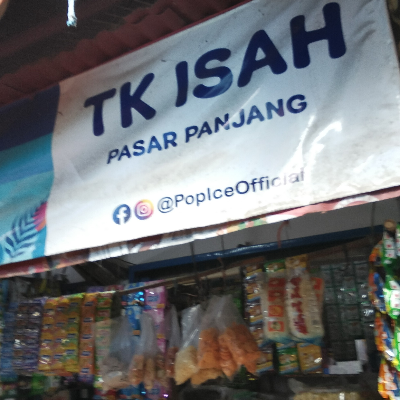 TK ISAH
PASAR PANJANG
@PopIceOfficial